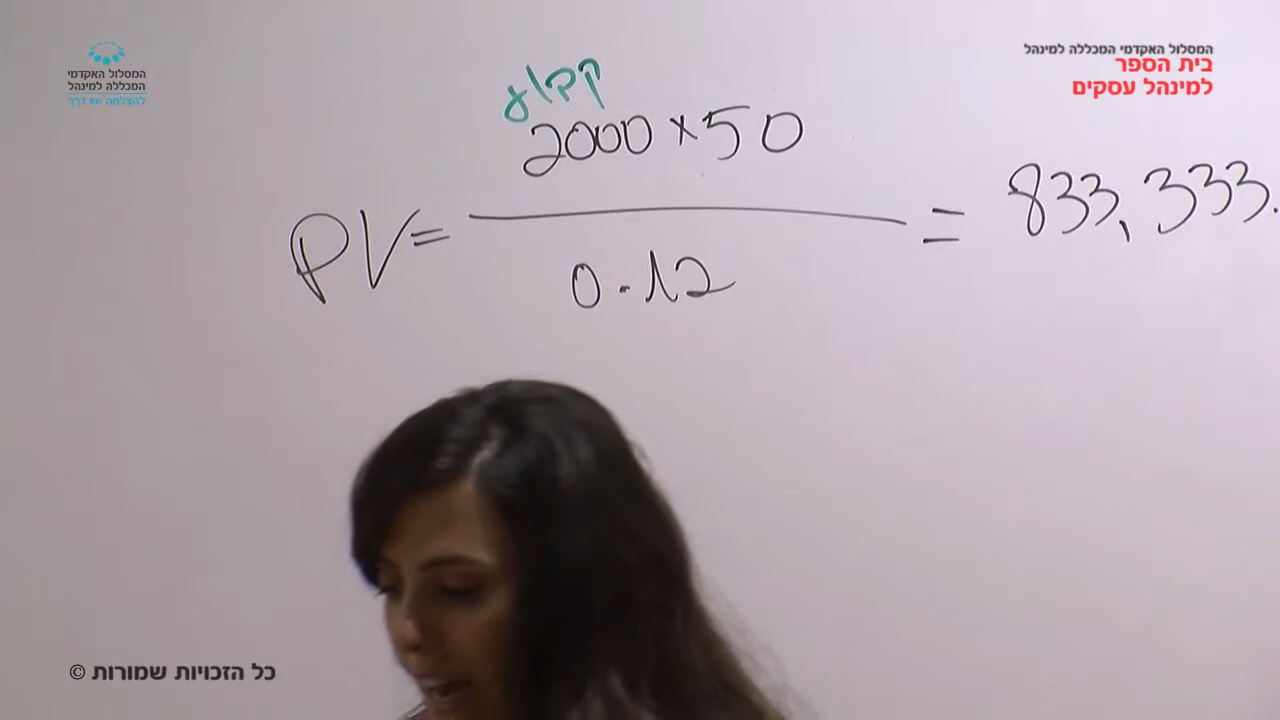 המסלול האקדמי
המכללה למינהל
להצלחה יש דרך
המסלול האקדמי המכללה למינהל
בית הספר
למינהל עסקים
קבוע
2000 x 50
PV = = 833,333.
0.12
כל הזכויות שמורות ©